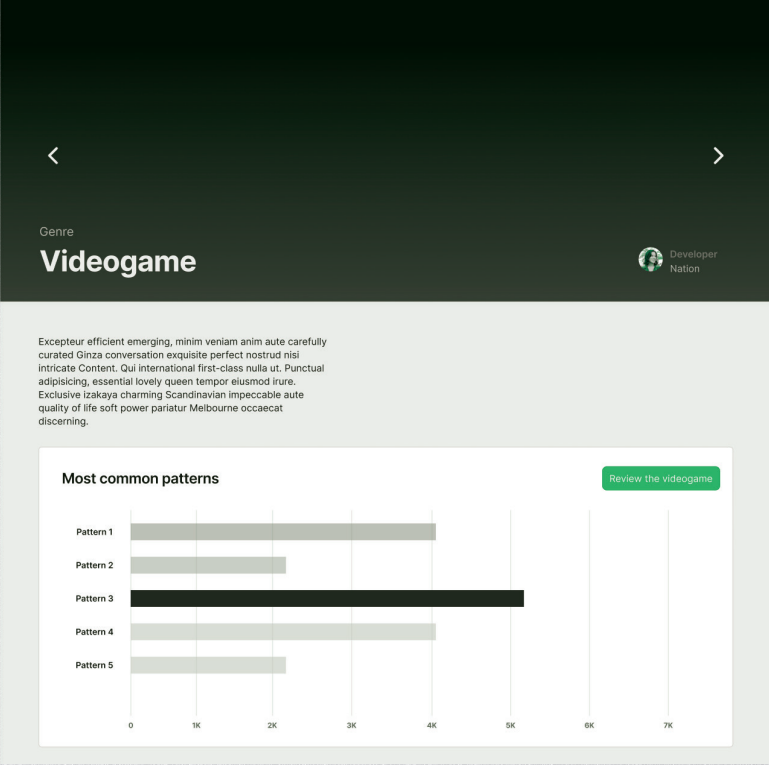 Genre
Videogame
Developer
Nation
Excepteur efficient emerging, minim veniam anim aute carefully
curated Ginza conversation exquisite perfect nostrud nisi
intricate Content. Qui international first-class nulla ut. Punctual
adipisicing, essential lovely queen tempor eiusmod irure.
Exclusive izakaya charming Scandinavian impeccable aute
quality of life soft power pariatur Melbourne occaecat
discerning.
Most common patterns
Review the videogame
Pattern 1
Pattern 2
Pattern 3
Pattern 4
Pattern 5
0 1K 2K 3K 4K 5K 6K 7K